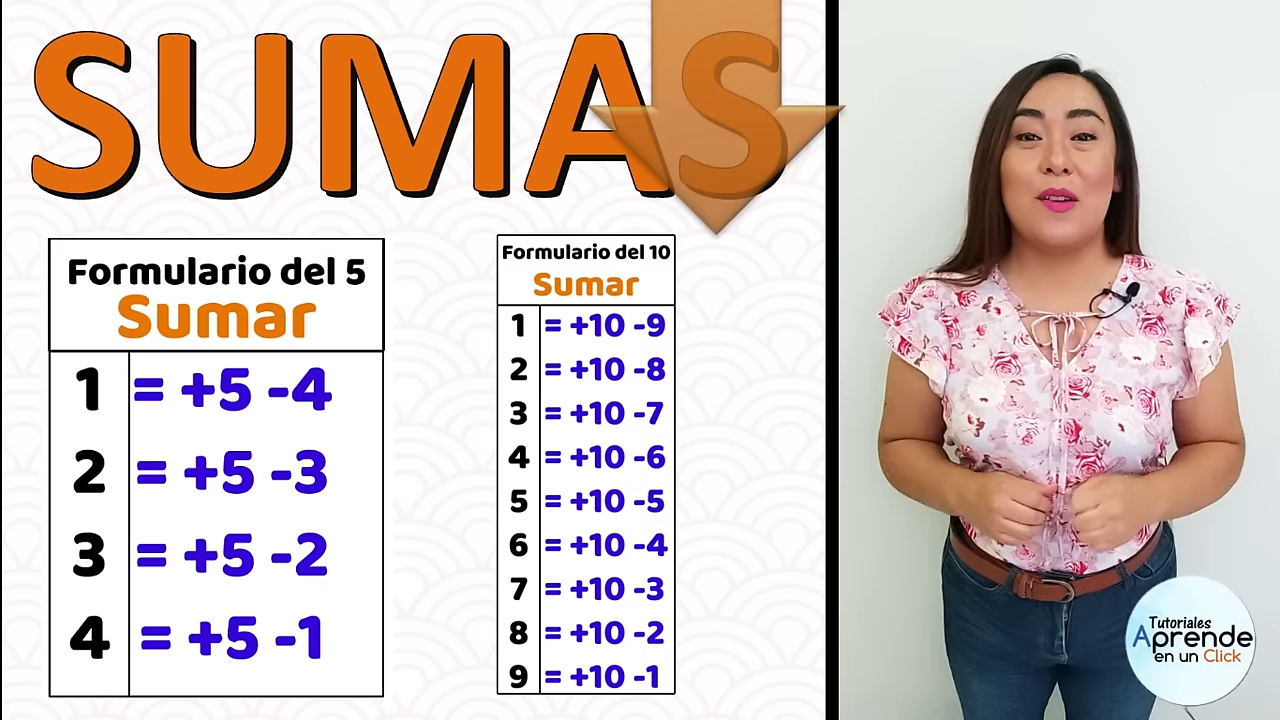 SUMAS
Formulario del 5
Sumar
1 = +5 -4
2 = +5 -3
3 = +5 -2
4 = +5 -1
Formulario del 10
Sumar
1 = +10 -9
2 = +10 -8
3 = +10 -7
4 = +10 -6
5 = +10 -5
6 = +10 -4
7 = +10 -3
8 = +10 -2
9 = +10 -1
Tutoriales
Aprende
en un Click